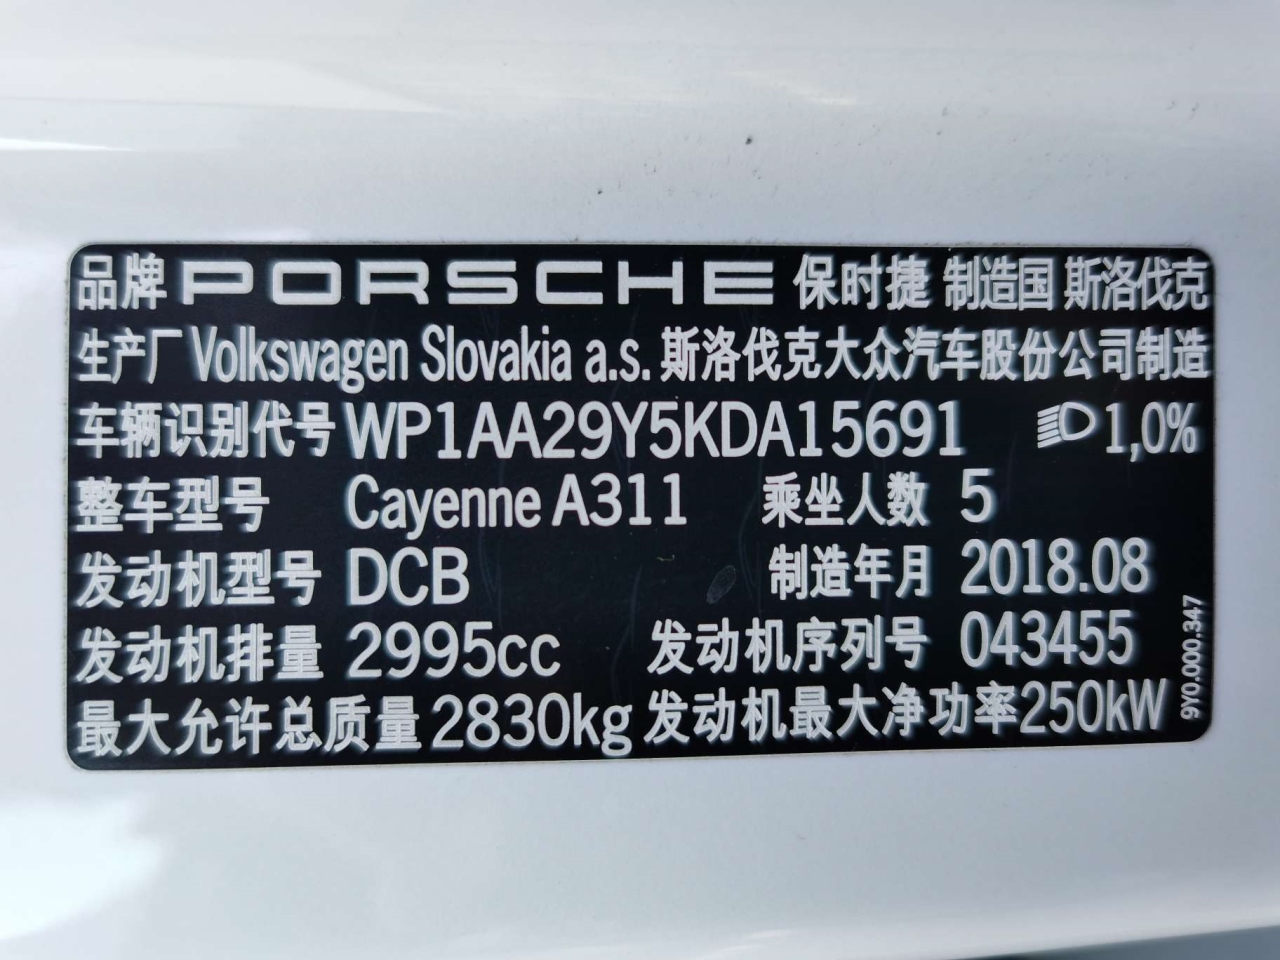 品牌 PORSCHE 保时捷 制造国 斯洛伐克
生产厂 Volkswagen Slovakia a.s. 斯洛伐克大众汽车股份公司制造
车辆识别代号 WP1AA29Y5KDA15691 1,0%
整车型号 Cayenne A311 乘坐人数 5
发动机型号 DCB 制造年月 2018.08
发动机排量 2995cc 发动机序列号 043455
最大允许总质量 2830kg 发动机最大净功率 250kW
9Y0.000.347